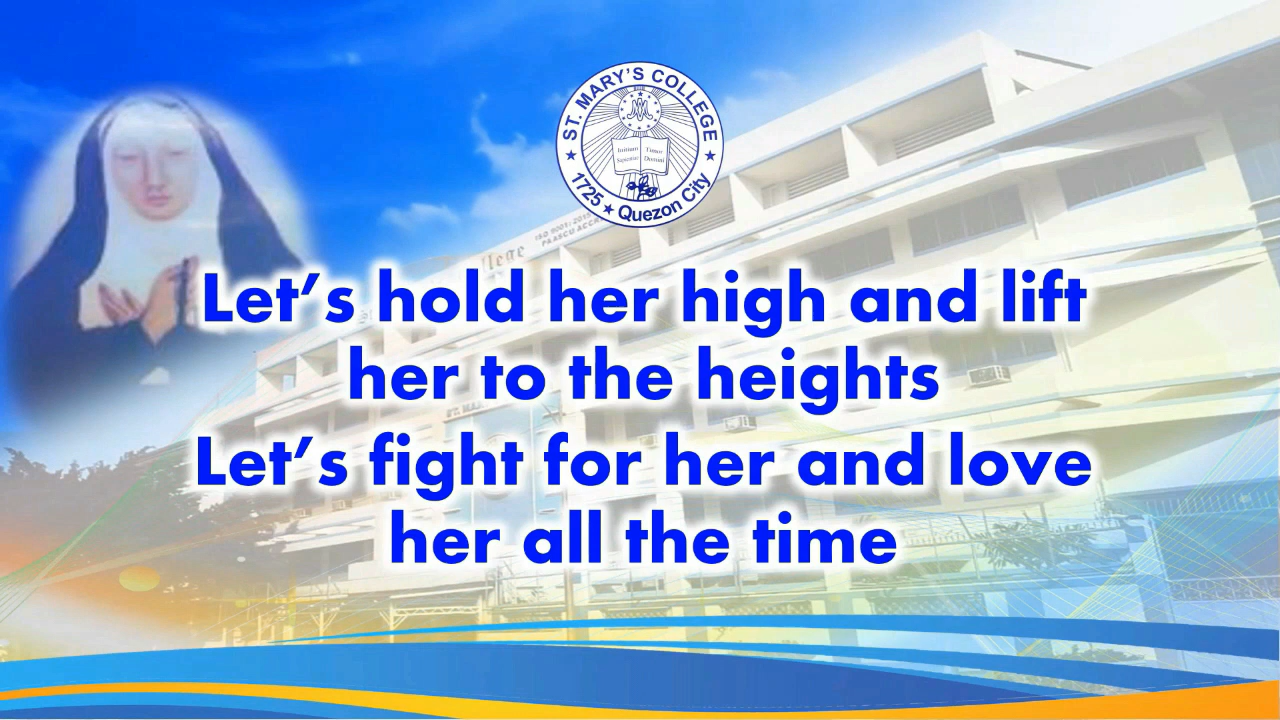 ST. MARY'S COLLEGE
Initium Timor
Sapientiae Domini
1725 ★ Quezon City
Let's hold her high and lift
her to the heights
Let's fight for her and love
her all the time